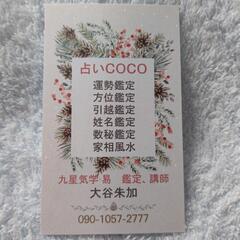 占いCOCO
運勢鑑定
方位鑑定
引越鑑定
姓名鑑定
数秘鑑定
家相風水
九星気学 易　鑑定、講師
大谷朱加
090-1057-2777